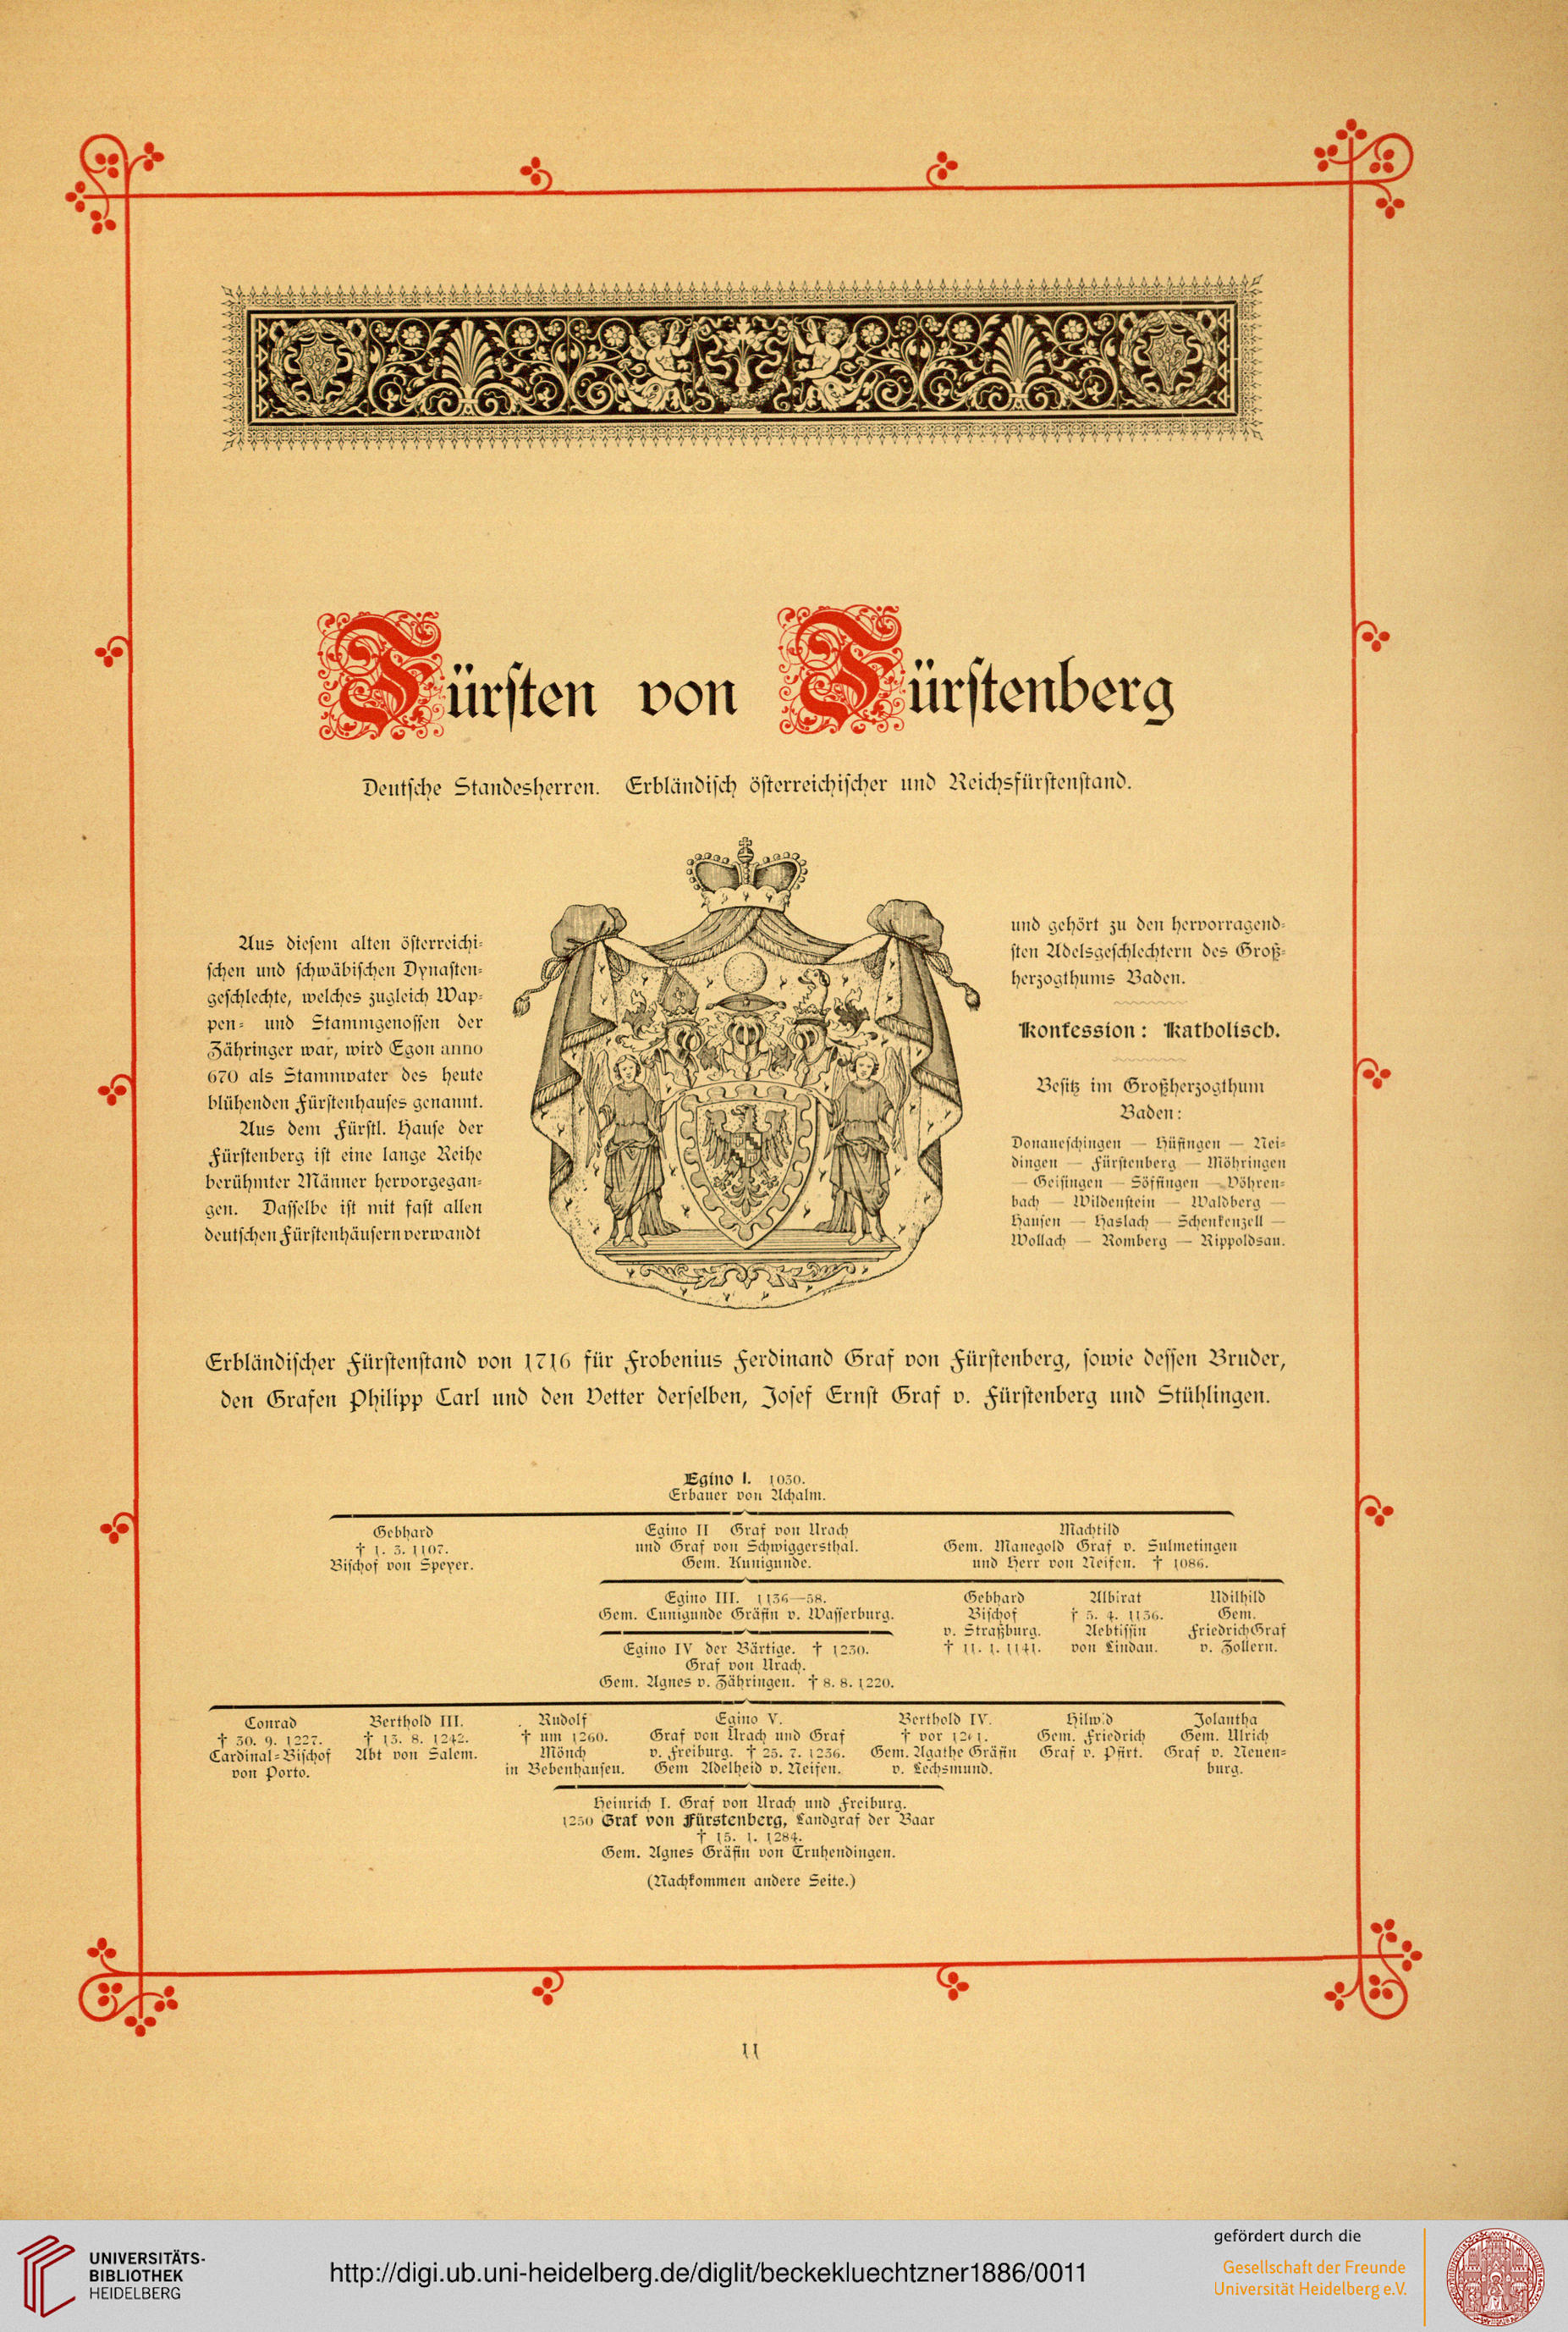 Fürsten von Fürstenberg
Deutsche Standesherren. Erbländisch österreichischer und Reichsfürstenstand.
Aus diesem alten österreichi-
schen und schwäbischen Dynasten-
geschlechte, welches zugleich Wap-
pen- und Stammgenossen der
Zähringer war, wird Egon anno
670 als Stammvater des heute
blühenden Fürstenhauses genannt.
Aus dem Fürstl. Hause der
Fürstenberg ist eine lange Reihe
berühmter Männer hervorgegan-
gen. Dasselbe ist mit fast allen
deutschen Fürstenhäusern verwandt
und gehört zu den hervorragend-
sten Adelsgeschlechtern des Groß-
herzogthums Baden.
Konfession: Katholisch.
Besitz im Großherzogthum
Baden:
Donaueschingen — Hüfingen — Nei-
dingen — Fürstenberg — Möhringen
— Geisingen — Söffingen — Vöhren-
bach — Wildenstein — Waldberg —
Hausen — Haslach — Schenkenzell —
Wollach — Romberg — Rippoldsau.
Erbländischer Fürstenstand von 1716 für Frobenius Ferdinand Graf von Fürstenberg, sowie dessen Bruder,
den Grafen Philipp Carl und den Vetter derselben, Josef Ernst Graf v. Fürstenberg und Stühlingen.
Egino I. 1030.
Erbauer von Achalm.
Gebhard
† 1. 3. 1107.
Bischof von Speyer.
Egino II Graf von Urach
und Graf von Schwiggersthal.
Gem. Kunigunde.
Machtild
Gem. Manegold Graf v. Sulmetingen
und Herr von Neifen. † 1086.
Egino III. 1136—58.
Gem. Cunigunde Gräfin v. Wasserburg.
Gebhard
Bischof
v. Straßburg.
† 11. 1. 1141.
Albirat
† 5. 4. 1136.
Aebtissin
von Lindau.
Udilhild
Gem.
Friedrich Graf
v. Zollern.
Egino IV der Bärtige. † 1230.
Graf von Urach.
Gem. Agnes v. Zähringen. † 8. 8. 1220.
Conrad
† 30. 9. 1227.
Cardinal-Bischof
von Porto.
Berthold III.
† 13. 8. 1242.
Abt von Salem.
Rudolf
† um 1260.
Mönch
in Bebenhausen.
Egino V.
Graf von Urach und Graf
v. Freiburg. † 25. 7. 1236.
Gem Adelheid v. Neifen.
Berthold IV.
† vor 1261.
Gem. Agathe Gräfin
v. Lechsmund.
Hilwid
Gem. Friedrich
Graf v. Pfirt.
Jolantha
Gem. Ulrich
Graf v. Neuen-
burg.
Heinrich I. Graf von Urach und Freiburg.
1250 Graf von Fürstenberg, Landgraf der Baar
† 15. 1. 1284.
Gem. Agnes Gräfin von Truhendingen.
(Nachkommen andere Seite.)
11
UNIVERSITÄTS-
BIBLIOTHEK
HEIDELBERG
http://digi.ub.uni-heidelberg.de/diglit/beckekluechtzner1886/0011
gefördert durch die
Gesellschaft der Freunde
Universität Heidelberg e.V.